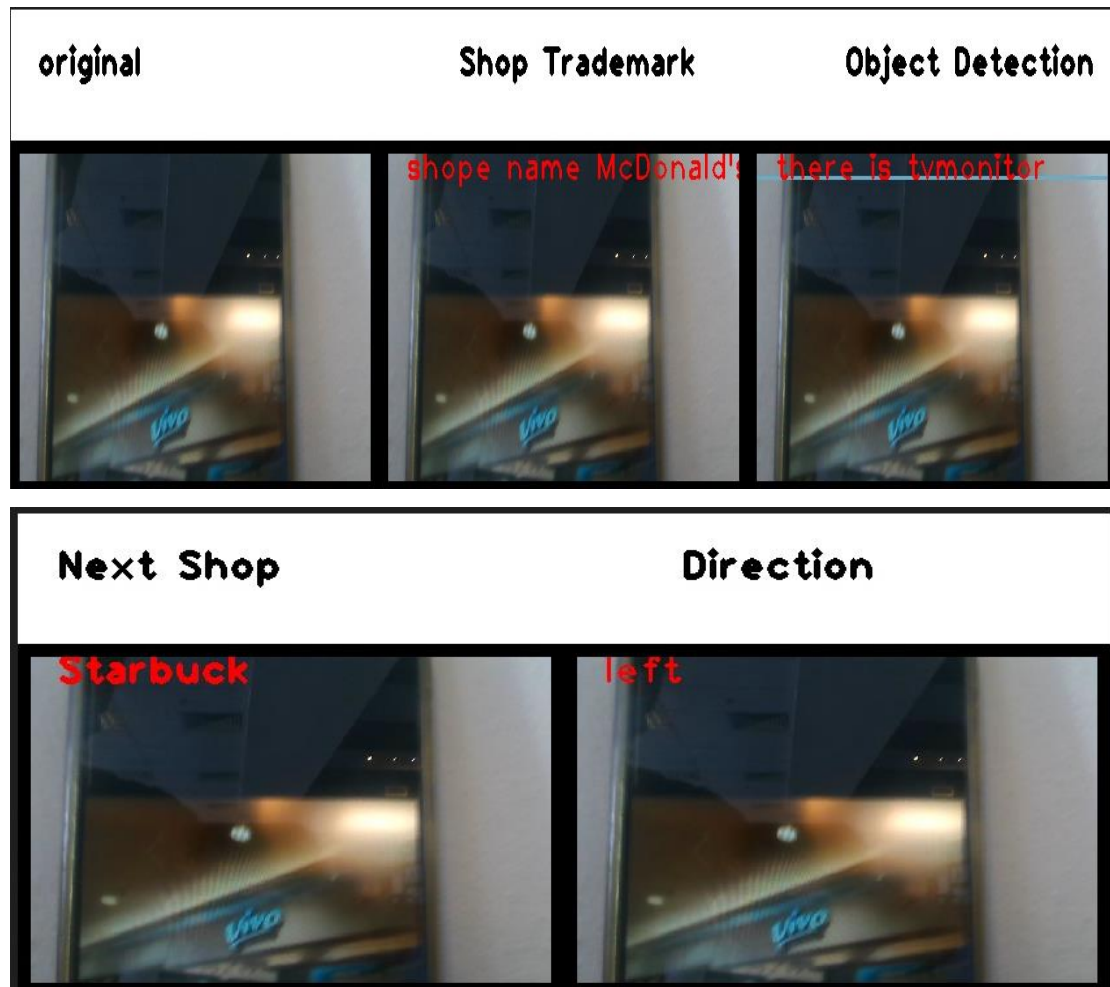 original Shop Trademark Object Detection
shope name McDonald's there is tvmonitor
vivo vivo vivo
Next Shop Direction
Starbuck left
vivo vivo